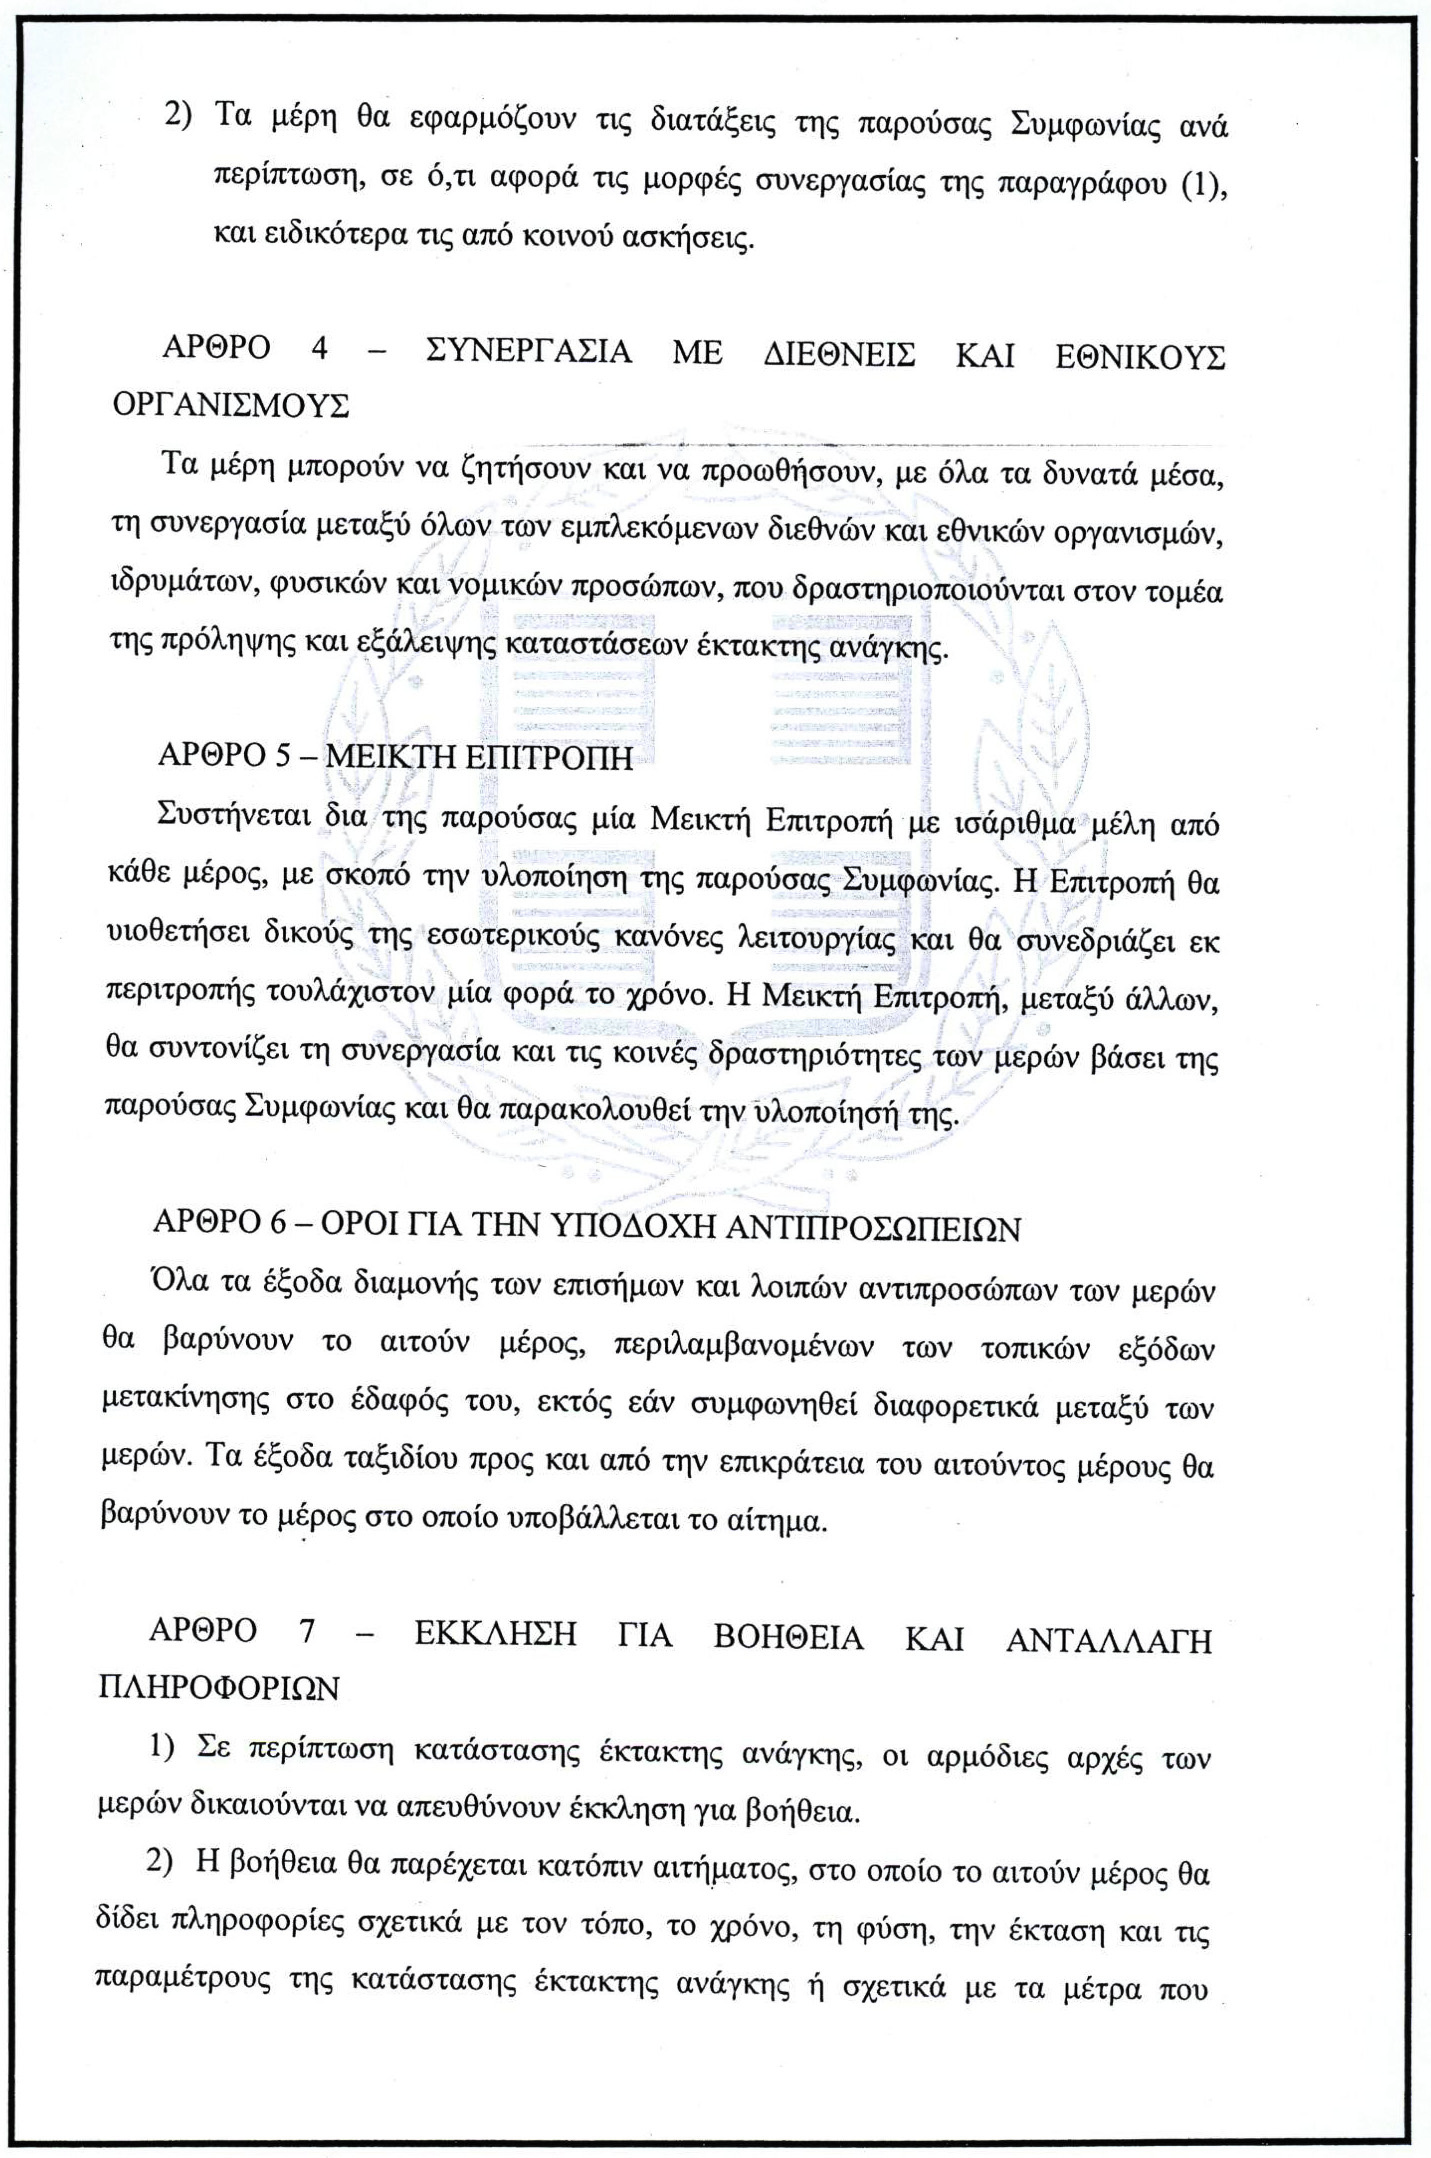 2) Τα μέρη θα εφαρμόζουν τις διατάξεις της παρούσας Συμφωνίας ανά
περίπτωση, σε ό,τι αφορά τις μορφές συνεργασίας της παραγράφου (1),
και ειδικότερα τις από κοινού ασκήσεις.
ΑΡΘΡΟ 4 – ΣΥΝΕΡΓΑΣΙΑ ΜΕ ΔΙΕΘΝΕΙΣ ΚΑΙ ΕΘΝΙΚΟΥΣ
ΟΡΓΑΝΙΣΜΟΥΣ
Τα μέρη μπορούν να ζητήσουν και να προωθήσουν, με όλα τα δυνατά μέσα,
τη συνεργασία μεταξύ όλων των εμπλεκόμενων διεθνών και εθνικών οργανισμών,
ιδρυμάτων, φυσικών και νομικών προσώπων, που δραστηριοποιούνται στον τομέα
της πρόληψης και εξάλειψης καταστάσεων έκτακτης ανάγκης.
ΑΡΘΡΟ 5 – ΜΕΙΚΤΗ ΕΠΙΤΡΟΠΗ
Συστήνεται δια της παρούσας μία Μεικτή Επιτροπή με ισάριθμα μέλη από
κάθε μέρος, με σκοπό την υλοποίηση της παρούσας Συμφωνίας. Η Επιτροπή θα
υιοθετήσει δικούς της εσωτερικούς κανόνες λειτουργίας και θα συνεδριάζει εκ
περιτροπής τουλάχιστον μία φορά το χρόνο. Η Μεικτή Επιτροπή, μεταξύ άλλων,
θα συντονίζει τη συνεργασία και τις κοινές δραστηριότητες των μερών βάσει της
παρούσας Συμφωνίας και θα παρακολουθεί την υλοποίησή της.
ΑΡΘΡΟ 6 – ΟΡΟΙ ΓΙΑ ΤΗΝ ΥΠΟΔΟΧΗ ΑΝΤΙΠΡΟΣΩΠΕΙΩΝ
Όλα τα έξοδα διαμονής των επισήμων και λοιπών αντιπροσώπων των μερών
θα βαρύνουν το αιτούν μέρος, περιλαμβανομένων των τοπικών εξόδων
μετακίνησης στο έδαφός του, εκτός εάν συμφωνηθεί διαφορετικά μεταξύ των
μερών. Τα έξοδα ταξιδίου προς και από την επικράτεια του αιτούντος μέρους θα
βαρύνουν το μέρος στο οποίο υποβάλλεται το αίτημα.
ΑΡΘΡΟ 7 – ΕΚΚΛΗΣΗ ΓΙΑ ΒΟΗΘΕΙΑ ΚΑΙ ΑΝΤΑΛΛΑΓΗ
ΠΛΗΡΟΦΟΡΙΩΝ
1) Σε περίπτωση κατάστασης έκτακτης ανάγκης, οι αρμόδιες αρχές των
μερών δικαιούνται να απευθύνουν έκκληση για βοήθεια.
2) Η βοήθεια θα παρέχεται κατόπιν αιτήματος, στο οποίο το αιτούν μέρος θα
δίδει πληροφορίες σχετικά με τον τόπο, το χρόνο, τη φύση, την έκταση και τις
παραμέτρους της κατάστασης έκτακτης ανάγκης ή σχετικά με τα μέτρα που